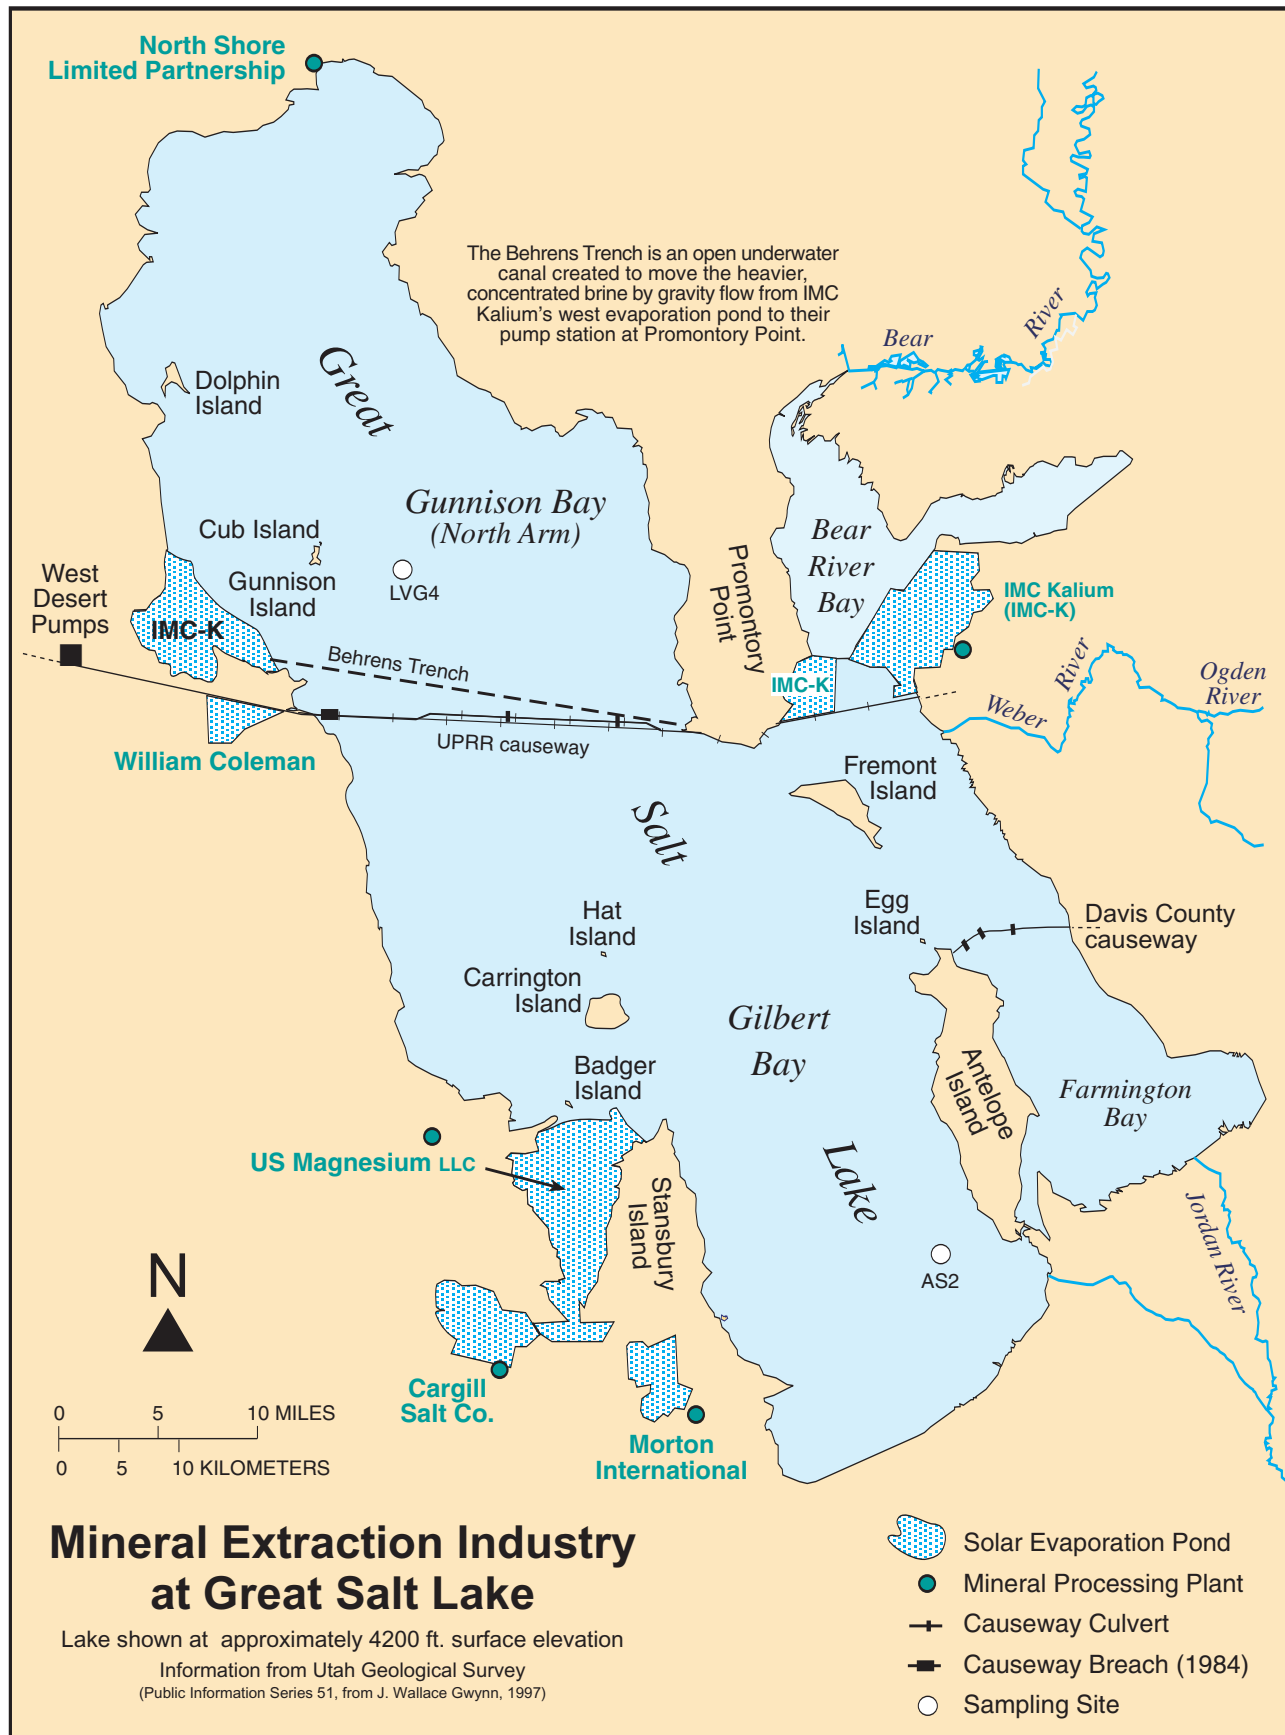 North Shore
Limited Partnership
The Behrens Trench is an open underwater
canal created to move the heavier,
concentrated brine by gravity flow from IMC
Kalium's west evaporation pond to their
pump station at Promontory Point.
Bear
River
Dolphin
Island
Great
Gunnison Bay
(North Arm)
Cub Island
Gunnison
Island
LVG4
West
Desert
Pumps
IMC-K
Behrens Trench
Promontory
Point
Bear
River
Bay
IMC Kalium
(IMC-K)
IMC-K
Weber
River
Ogden
River
UPRR causeway
William Coleman
Fremont
Island
Salt
Egg
Island
Davis County
causeway
Hat
Island
Carrington
Island
Gilbert
Bay
Badger
Island
Antelope
Island
Farmington
Bay
US Magnesium LLC
Stansbury
Island
Lake
Jordan River
AS2
N
Cargill
Salt Co.
Morton
International
0 5 10 MILES
0 5 10 KILOMETERS
Mineral Extraction Industry
at Great Salt Lake
Lake shown at approximately 4200 ft. surface elevation
Information from Utah Geological Survey
(Public Information Series 51, from J. Wallace Gwynn, 1997)
Solar Evaporation Pond
Mineral Processing Plant
Causeway Culvert
Causeway Breach (1984)
Sampling Site